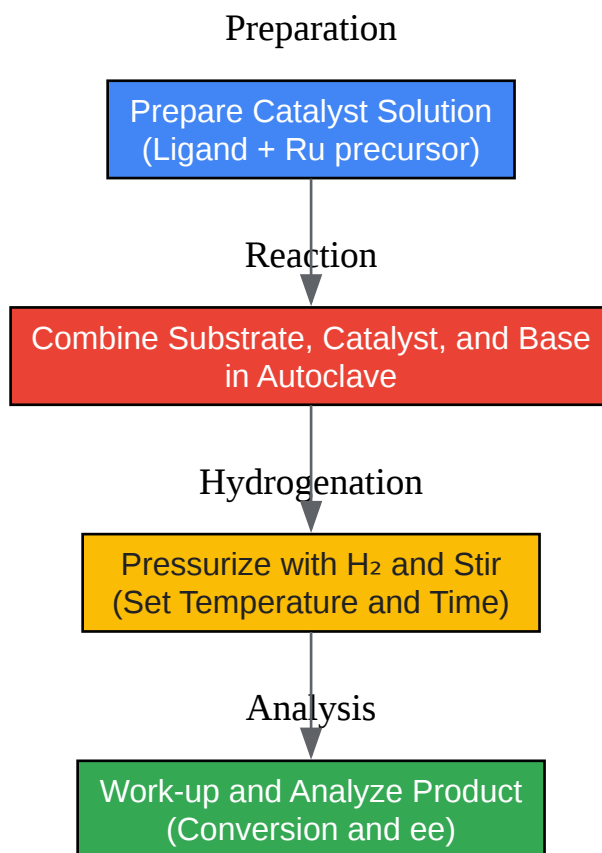 Preparation
Prepare Catalyst Solution
(Ligand + Ru precursor)
Reaction
Combine Substrate, Catalyst, and Base
in Autoclave
Hydrogenation
Pressurize with H₂ and Stir
(Set Temperature and Time)
Analysis
Work-up and Analyze Product
(Conversion and ee)